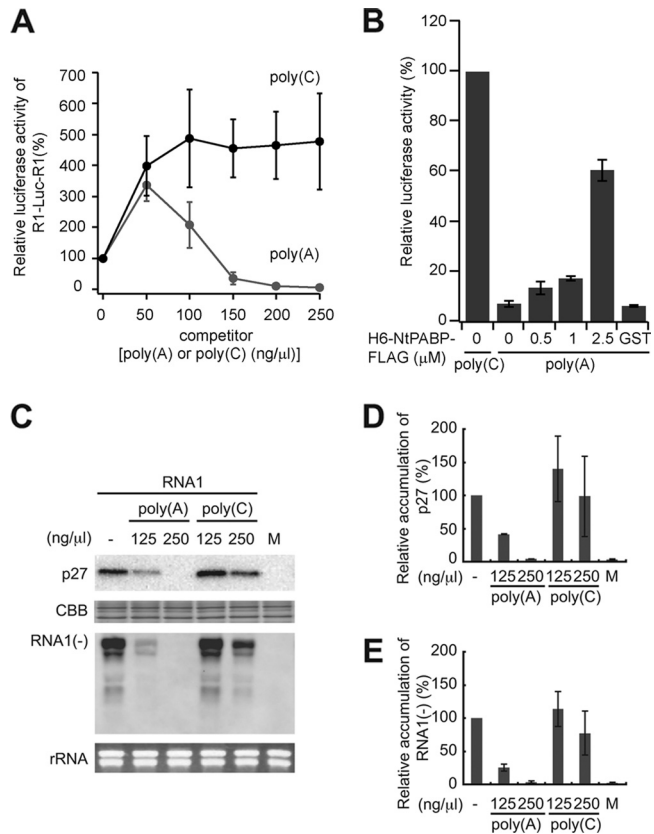 A
Relative luciferase activity of
R1-Luc-R1(%)
700
600
500
400
300
200
100
0
poly(C)
poly(A)
0 50 100 150 200 250
competitor
[poly(A) or poly(C) (ng/μl)]
B
Relative luciferase activity (%)
120
100
80
60
40
20
0
H6-NtPABP-
FLAG (μM)
0 0 0.5 1 2.5 GST
poly(C) poly(A)
C
RNA1
poly(A) poly(C)
(ng/μl) - 125 250 125 250 M
p27
CBB
RNA1(-)
rRNA
D
Relative accumulation of
p27 (%)
200
150
100
50
0
(ng/μl) - 125 250 125 250 M
poly(A) poly(C)
E
Relative accumulation of
RNA1(-) (%)
200
150
100
50
0
(ng/μl) - 125 250 125 250 M
poly(A) poly(C)